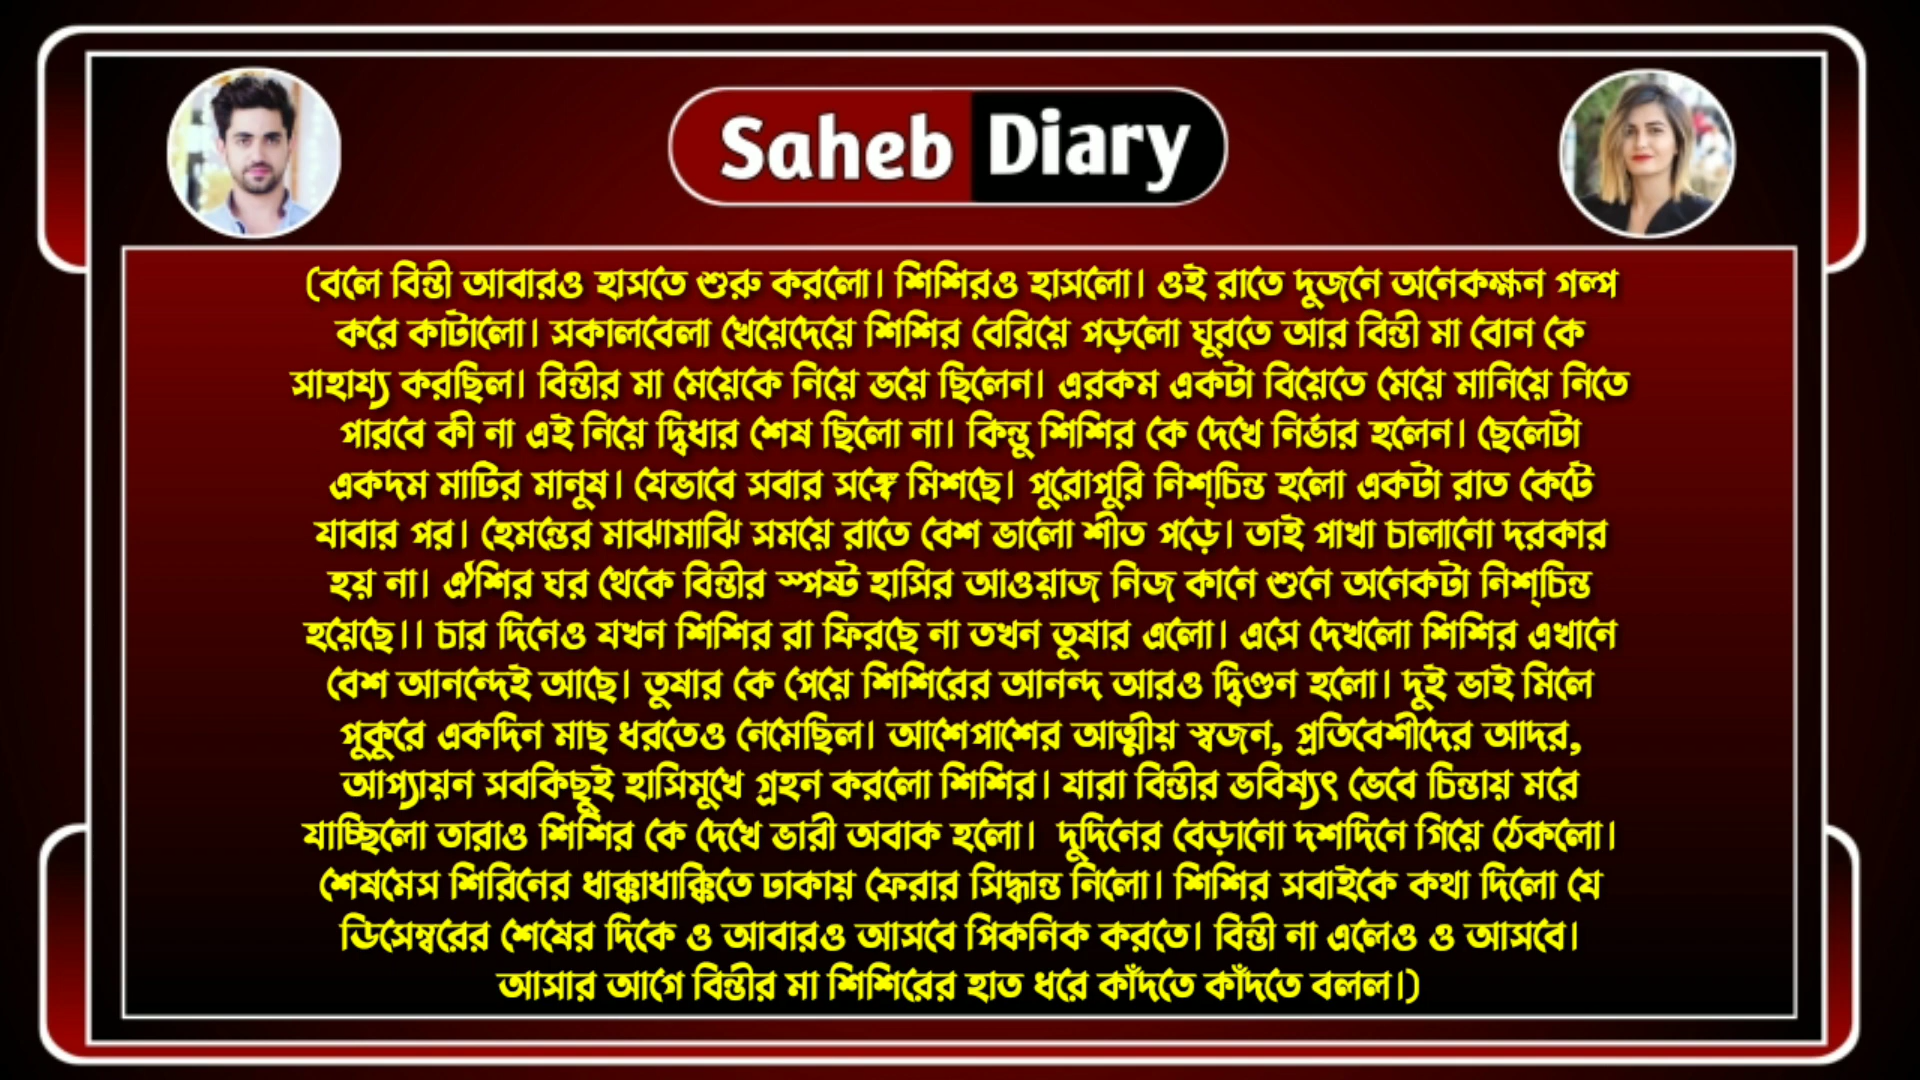 Saheb Diary
(বলে বিন্তী আবারও হাসতে শুরু করলো। শিশিরও হাসলো। ওই রাতে দুজনে অনেকক্ষন গল্প
করে কাটালো। সকালবেলা খেয়েদেয়ে শিশির বেরিয়ে পড়লো ঘুরতে আর বিন্তী মা বোন কে
সাহায্য করছিল। বিন্তীর মা মেয়েকে নিয়ে ভয়ে ছিলেন। এরকম একটা বিয়েতে মেয়ে মানিয়ে নিতে
পারবে কী না এই নিয়ে দ্বিধার শেষ ছিলো না। কিন্তু শিশির কে দেখে নির্ভার হলেন। ছেলেটা
একদম মাটির মানুষ। যেভাবে সবার সঙ্গে মিশছে। পুরোপুরি নিশ্চিন্ত হলো একটা রাত কেটে
যাবার পর। হেমন্তের মাঝামাঝি সময়ে রাতে বেশ ভালো শীত পড়ে। তাই পাখা চালানো দরকার
হয় না। ঐশির ঘর থেকে বিন্তীর স্পষ্ট হাসির আওয়াজ নিজ কানে শুনে অনেকটা নিশ্চিন্ত
হয়েছে।। চার দিনেও যখন শিশির রা ফিরছে না তখন তুষার এলো। এসে দেখলো শিশির এখানে
বেশ আনন্দেই আছে। তুষার কে পেয়ে শিশিরের আনন্দ আরও দ্বিগুন হলো। দুই ভাই মিলে
পুকুরে একদিন মাছ ধরতেও নেমেছিল। আশেপাশের আত্মীয় স্বজন, প্রতিবেশীদের আদর,
আপ্যায়ন সবকিছুই হাসিমুখে গ্রহন করলো শিশির। যারা বিন্তীর ভবিষ্যৎ ভেবে চিন্তায় মরে
যাচ্ছিলো তারাও শিশির কে দেখে ভারী অবাক হলো। দুদিনের বেড়ানো দশদিনে গিয়ে ঠেকলো।
শেষমেস শিরিনের ধাক্কাধাক্কিতে ঢাকায় ফেরার সিদ্ধান্ত নিলো। শিশির সবাইকে কথা দিলো যে
ডিসেম্বরের শেষের দিকে ও আবারও আসবে পিকনিক করতে। বিন্তী না এলেও ও আসবে।
আসার আগে বিন্তীর মা শিশিরের হাত ধরে কাঁদতে কাঁদতে বলল।)